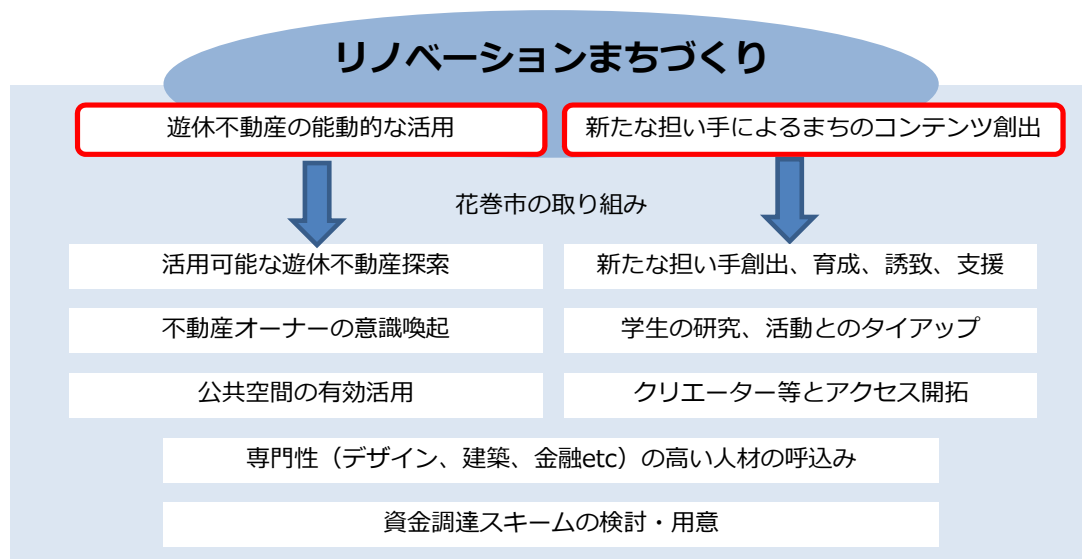 リノベーションまちづくり
遊休不動産の能動的な活用
新たな担い手によるまちのコンテンツ創出
花巻市の取り組み
活用可能な遊休不動産探索
新たな担い手創出、育成、誘致、支援
不動産オーナーの意識喚起
学生の研究、活動とのタイアップ
公共空間の有効活用
クリエーター等とアクセス開拓
専門性（デザイン、建築、金融etc）の高い人材の呼込み
資金調達スキームの検討・用意